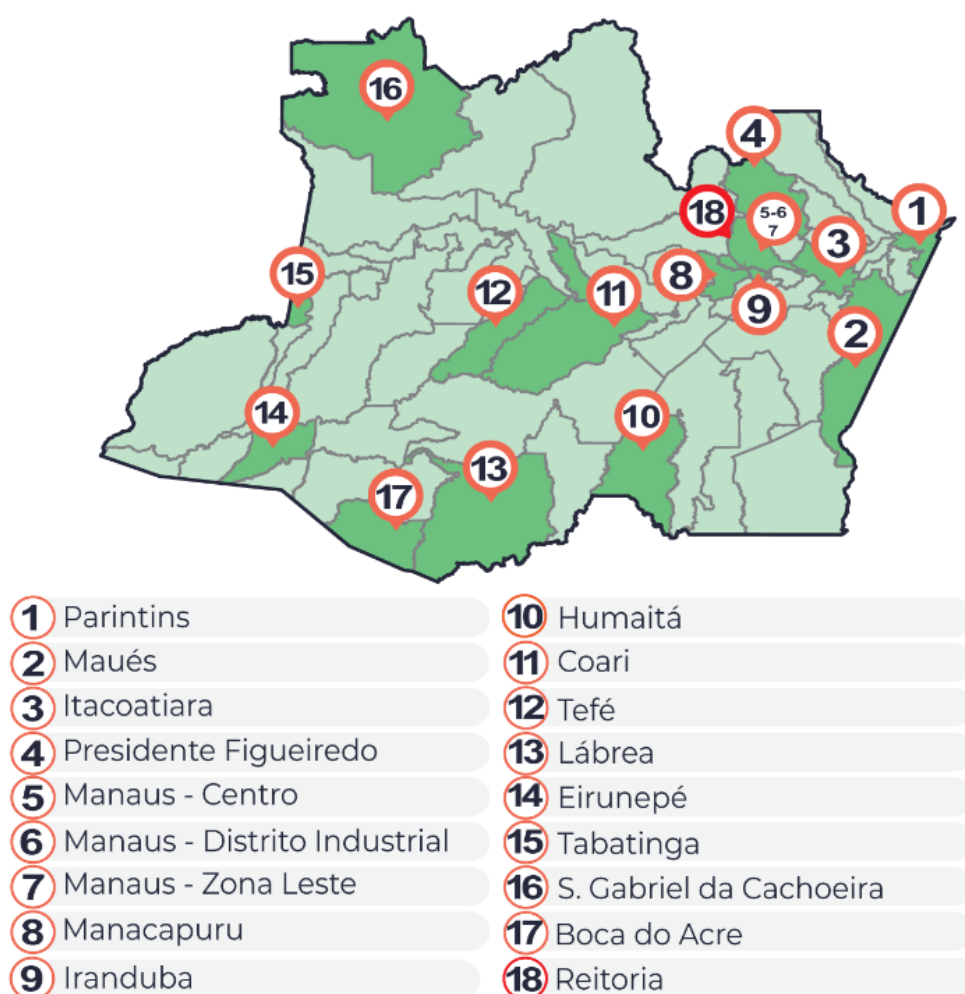 16
4
18
5-6
7
1
3
15
12
11
8
9
2
14
10
13
17
1 Parintins
2 Maués
3 Itacoatiara
4 Presidente Figueiredo
5 Manaus - Centro
6 Manaus - Distrito Industrial
7 Manaus - Zona Leste
8 Manacapuru
9 Iranduba
10 Humaitá
11 Coari
12 Tefé
13 Lábrea
14 Eirunepé
15 Tabatinga
16 S. Gabriel da Cachoeira
17 Boca do Acre
18 Reitoria